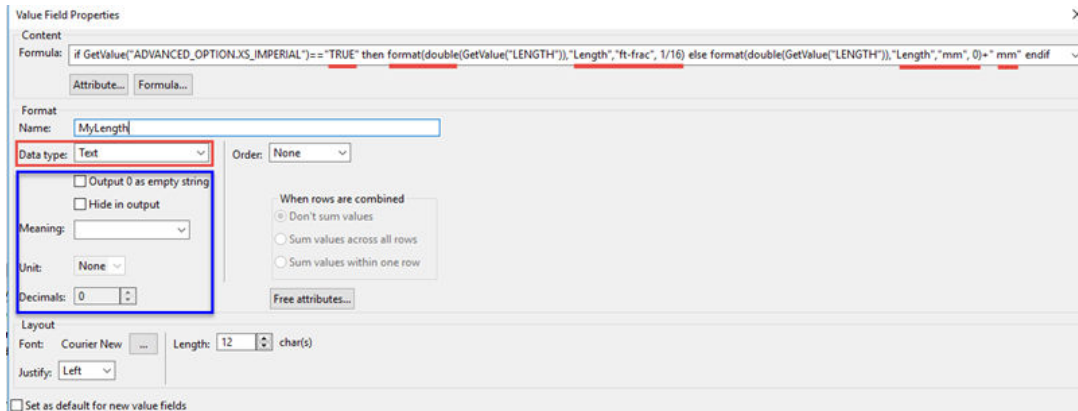 Value Field Properties
Content
Formula: if GetValue("ADVANCED_OPTION.XS_IMPERIAL")=="TRUE" then format(double(GetValue("LENGTH")),"Length","ft-frac", 1/16) else format(double(GetValue("LENGTH")),"Length","mm", 0)+" mm" endif
Attribute... Formula...
Format
Name: MyLength
Data type: Text Order: None
Output 0 as empty string
Hide in output
When rows are combined
Don't sum values
Meaning:
Sum values across all rows
Unit: None
Sum values within one row
Decimals: 0
Free attributes...
Layout
Font: Courier New ... Length: 12 char(s)
Justify: Left
Set as default for new value fields